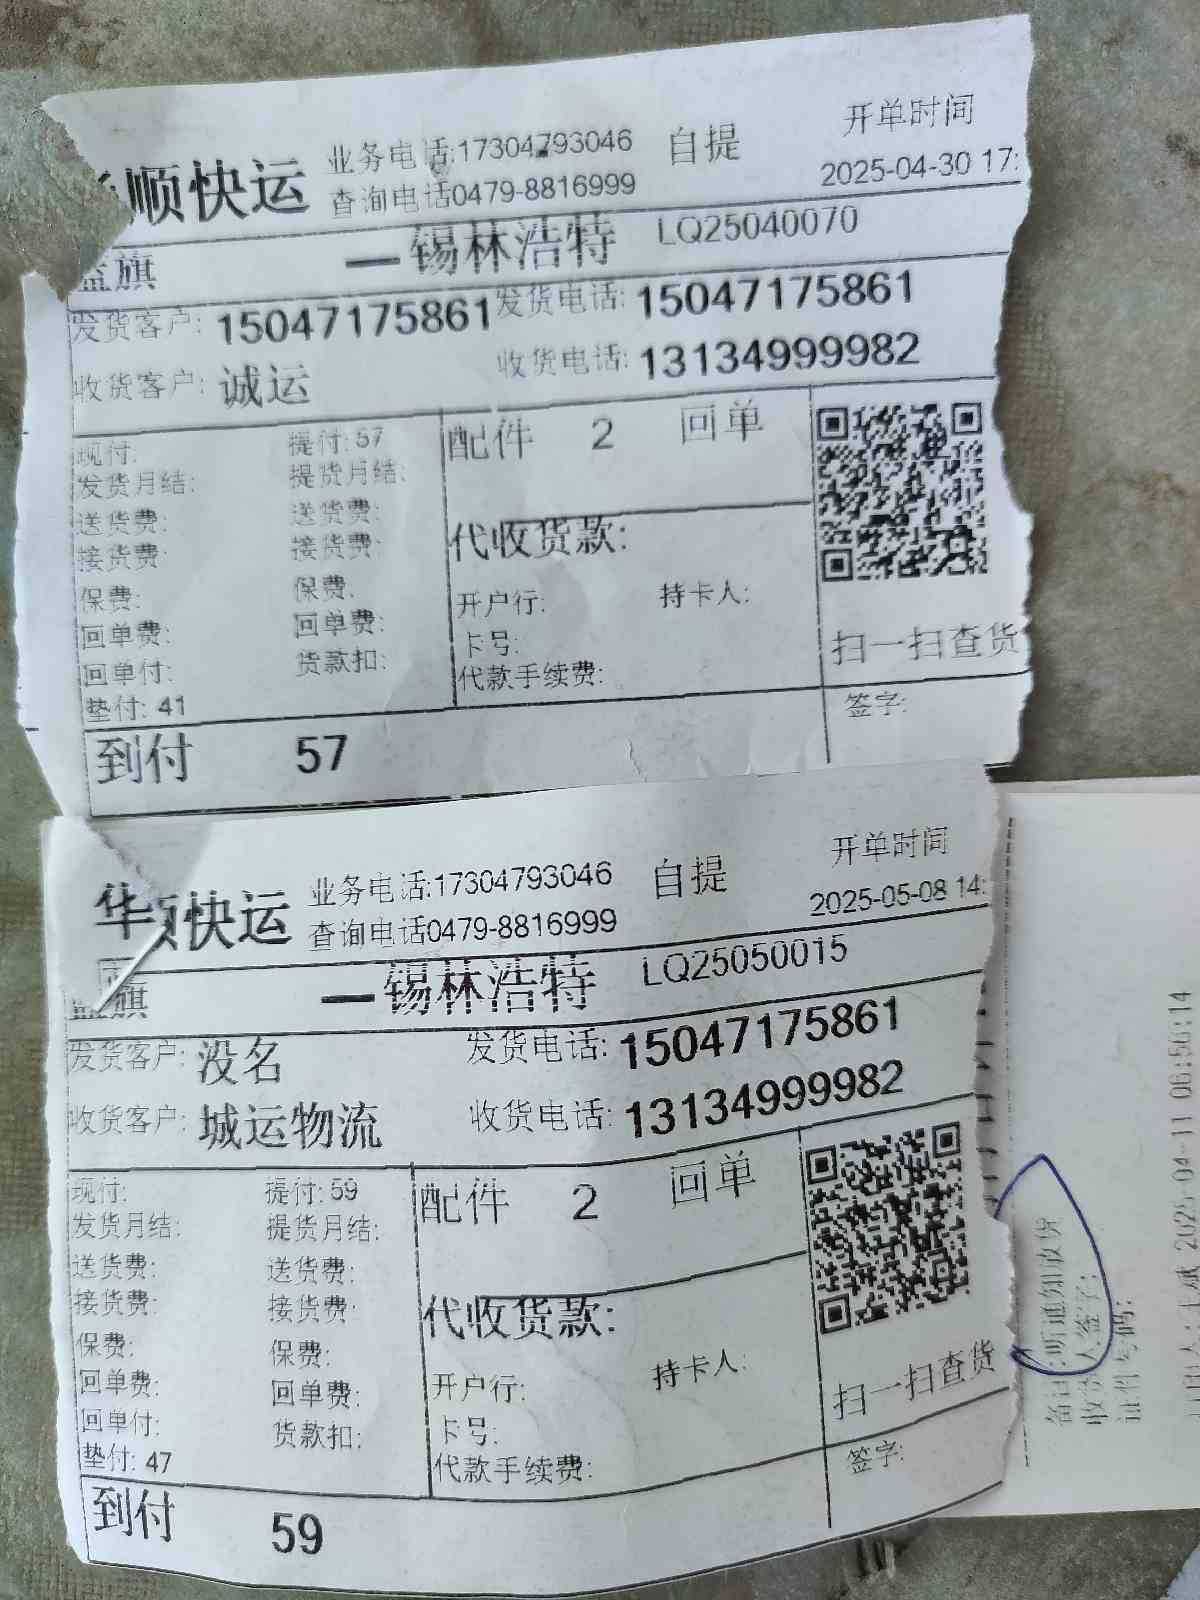 顺快运 业务电话:17304793046 自提 开单时间
查询电话0479-8816999 2025-04-30 17:
蓝旗 —锡林浩特 LQ25040070
发货客户: 15047175861 发货电话: 15047175861
收货客户: 诚运 收货电话: 13134999982
现付: 提付: 57 配件 2 回单
发货月结: 提货月结:
送货费: 送货费:
接货费: 接货费: 代收货款:
保费: 保费: 开户行: 持卡人:
回单费: 回单费: 卡号: 扫一扫查货
回单付: 货款扣: 代款手续费:
垫付: 41 签字:
到付 57
华顺快运 业务电话:17304793046 自提 开单时间
查询电话0479-8816999 2025-05-08 14:
蓝旗 —锡林浩特 LQ25050015
发货客户: 没名 发货电话: 15047175861
收货客户: 城运物流 收货电话: 13134999982
现付: 提付: 59 配件 2 回单
发货月结: 提货月结:
送货费: 送货费:
接货费: 接货费: 代收货款:
保费: 保费: 开户行: 持卡人:
回单费: 回单费: 卡号: 扫一扫查货
回单付: 货款扣: 代款手续费:
垫付: 47 签字:
到付 59
听通知放货
收货人签字:
2025-04-11 06:56:14